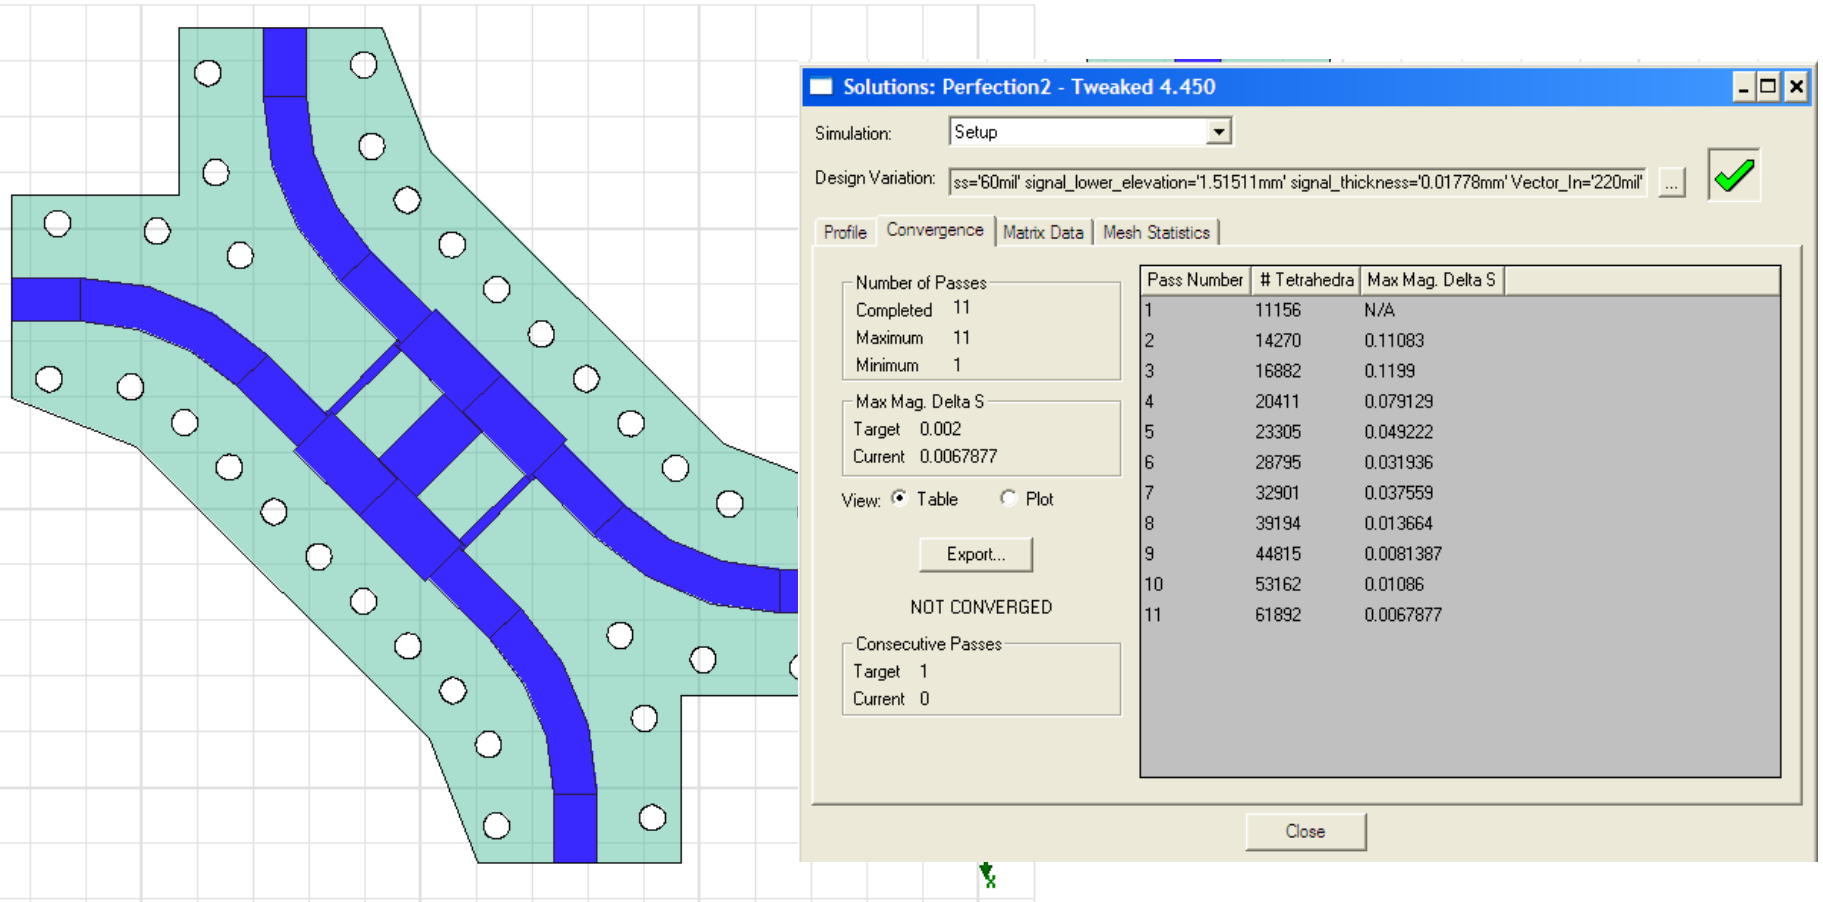 Solutions: Perfection2 - Tweaked 4.450
Simulation: Setup
Design Variation: ss='60mil' signal_lower_elevation='1.51511mm' signal_thickness='0.01778mm' Vector_In='220mil' ...
Profile Convergence Matrix Data Mesh Statistics
Number of Passes
Completed 11
Maximum 11
Minimum 1
Max Mag. Delta S
Target 0.002
Current 0.0067877
View: Table Plot
Export...
NOT CONVERGED
Consecutive Passes
Target 1
Current 0
Pass Number # Tetrahedra Max Mag. Delta S
1 11156 N/A
2 14270 0.11083
3 16882 0.1199
4 20411 0.079129
5 23305 0.049222
6 28795 0.031936
7 32901 0.037559
8 39194 0.013664
9 44815 0.0081387
10 53162 0.01086
11 61892 0.0067877
Close
X